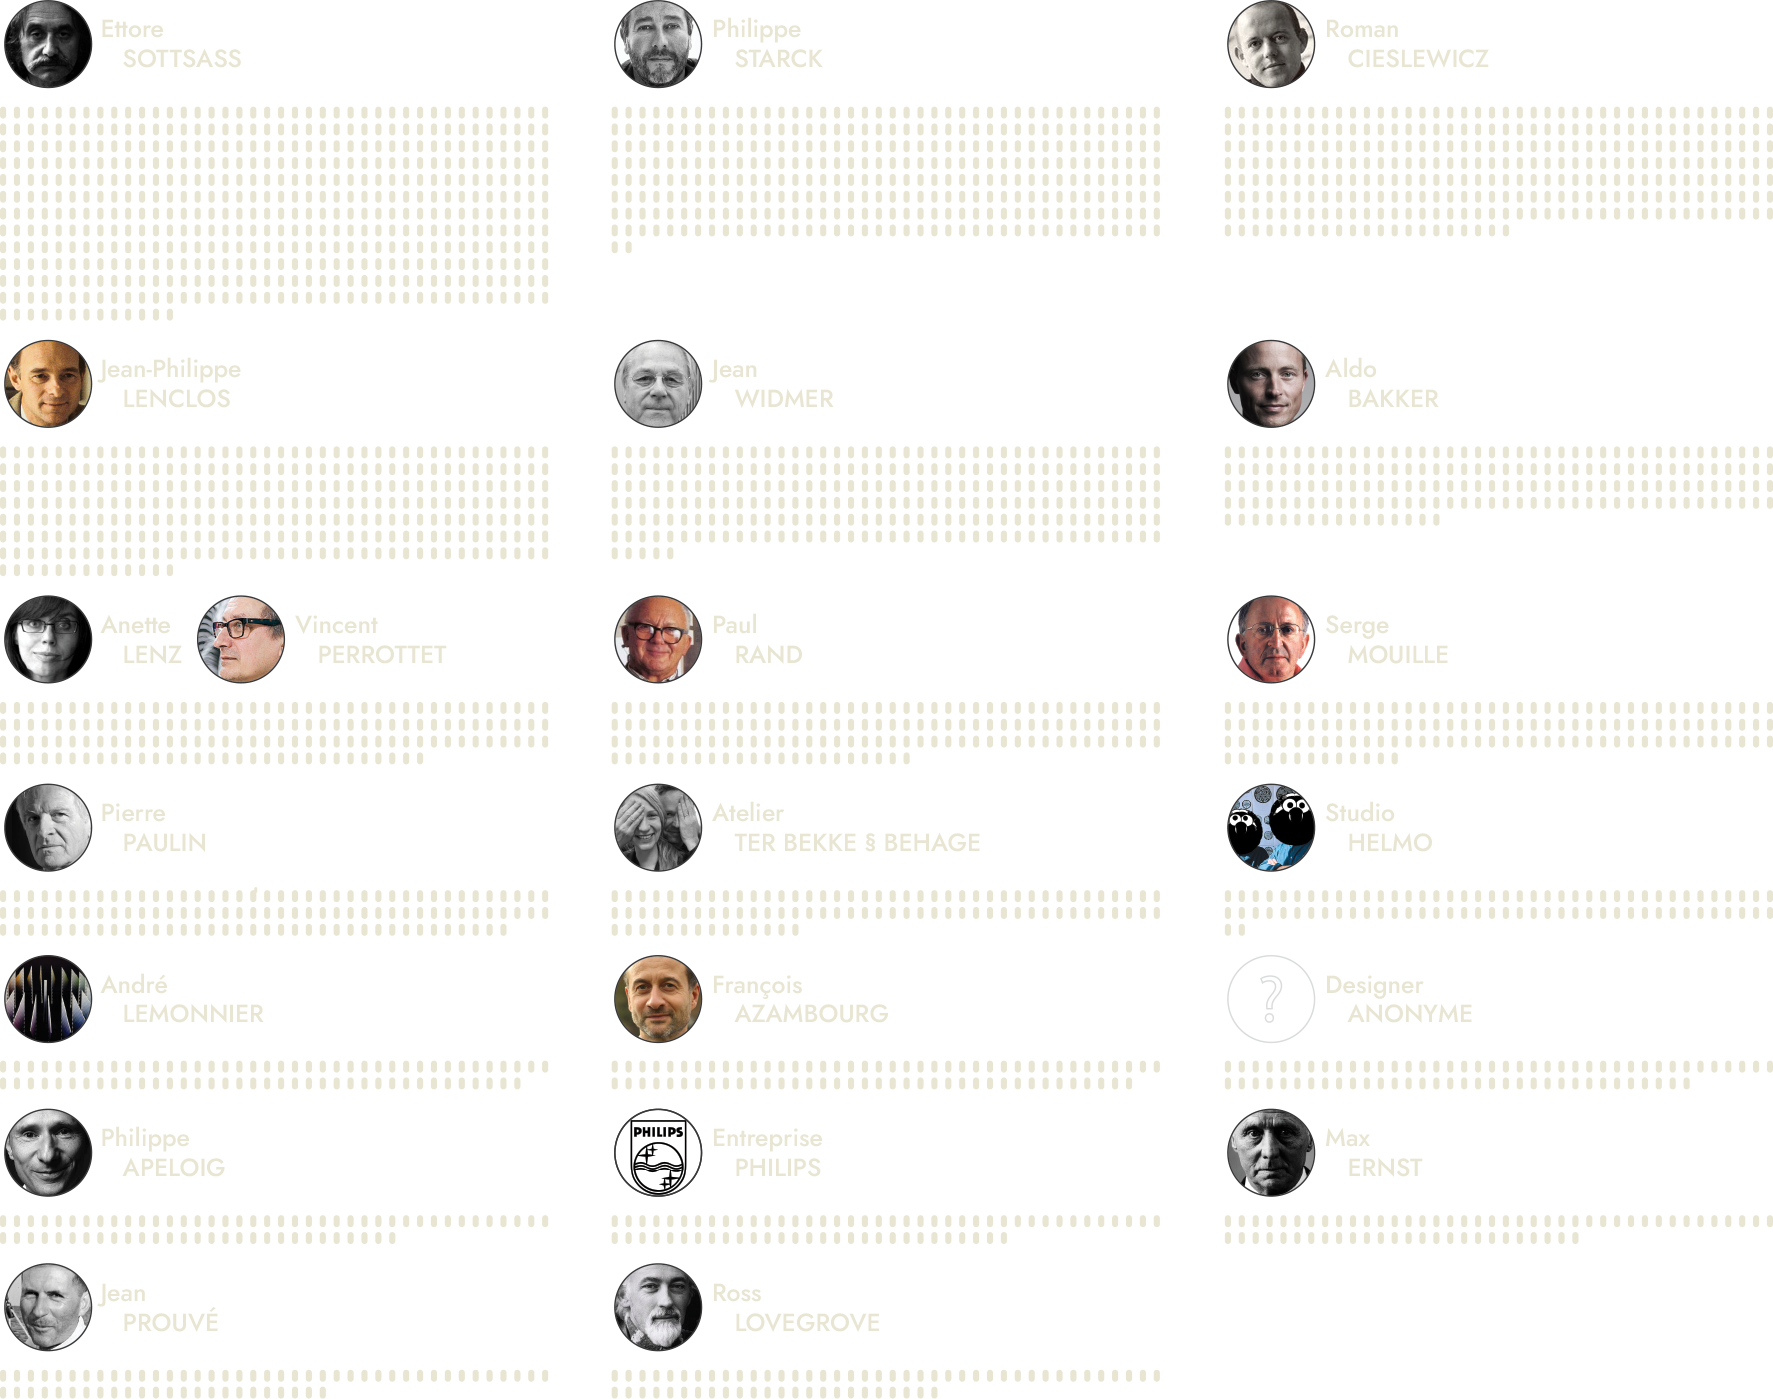 Ettore
SOTTSASS
Philippe
STARCK
Roman
CIESLEWICZ
Jean-Philippe
LENCLOS
Jean
WIDMER
Aldo
BAKKER
Anette
LENZ
Vincent
PERROTTET
Paul
RAND
Serge
MOUILLE
Pierre
PAULIN
Atelier
TER BEKKE § BEHAGE
Studio
HELMO
André
LEMONNIER
François
AZAMBOURG
?
Designer
ANONYME
Philippe
APELOIG
PHILIPS
Entreprise
PHILIPS
Max
ERNST
Jean
PROUVÉ
Ross
LOVEGROVE